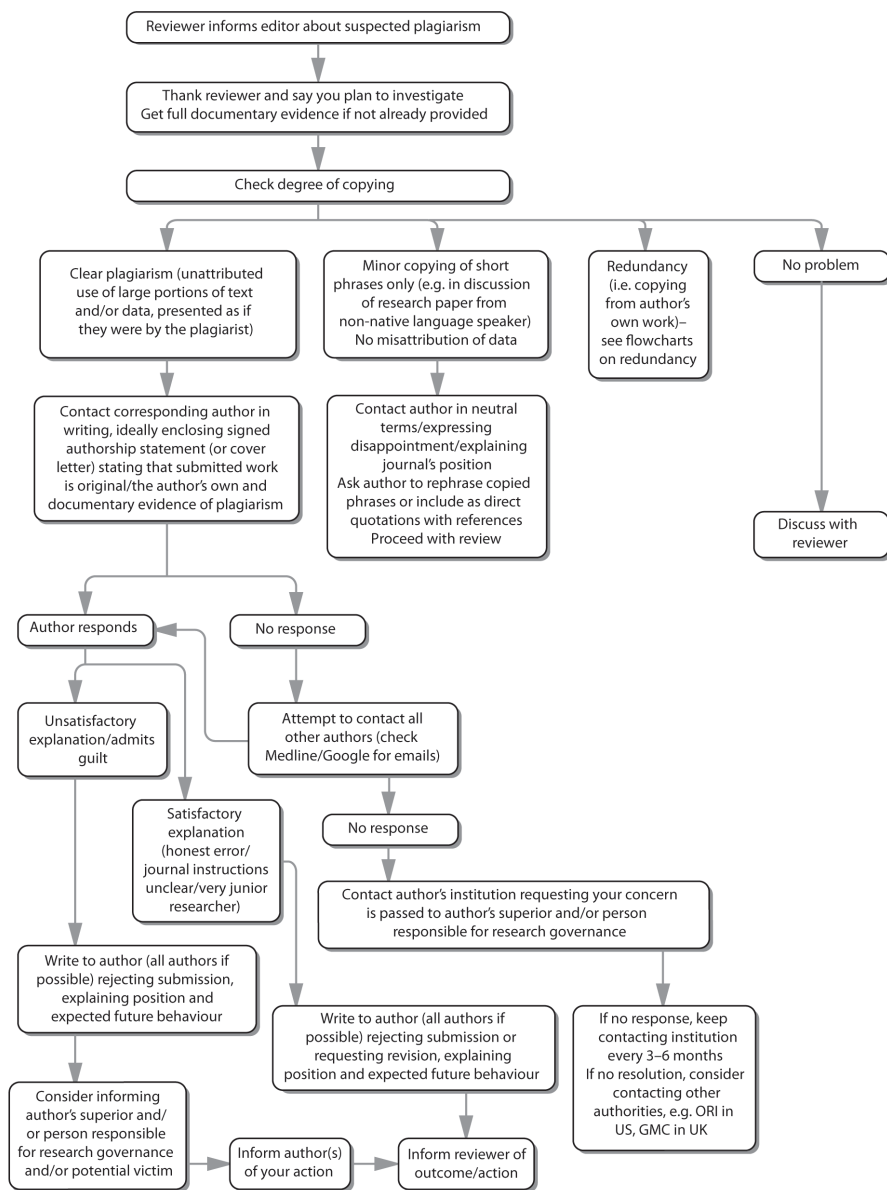 Reviewer informs editor about suspected plagiarism
Thank reviewer and say you plan to investigate
Get full documentary evidence if not already provided
Check degree of copying
Clear plagiarism (unattributed
use of large portions of text
and/or data, presented as if
they were by the plagiarist)
Minor copying of short
phrases only (e.g. in discussion
of research paper from
non-native language speaker)
No misattribution of data
Redundancy
(i.e. copying
from author's
own work)–
see flowcharts
on redundancy
No problem
Contact corresponding author in
writing, ideally enclosing signed
authorship statement (or cover
letter) stating that submitted work
is original/the author's own and
documentary evidence of plagiarism
Contact author in neutral
terms/expressing
disappointment/explaining
journal's position
Ask author to rephrase copied
phrases or include as direct
quotations with references
Proceed with review
Discuss with
reviewer
Author responds
No response
Unsatisfactory
explanation/admits
guilt
Attempt to contact all
other authors (check
Medline/Google for emails)
Satisfactory
explanation
(honest error/
journal instructions
unclear/very junior
researcher)
No response
Contact author's institution requesting your concern
is passed to author's superior and/or person
responsible for research governance
Write to author (all authors if
possible) rejecting submission,
explaining position and
expected future behaviour
Write to author (all authors if
possible) rejecting submission or
requesting revision, explaining
position and expected future behaviour
If no response, keep
contacting institution
every 3–6 months
If no resolution, consider
contacting other
authorities, e.g. ORI in
US, GMC in UK
Consider informing
author's superior and/
or person responsible
for research governance
and/or potential victim
Inform author(s)
of your action
Inform reviewer of
outcome/action